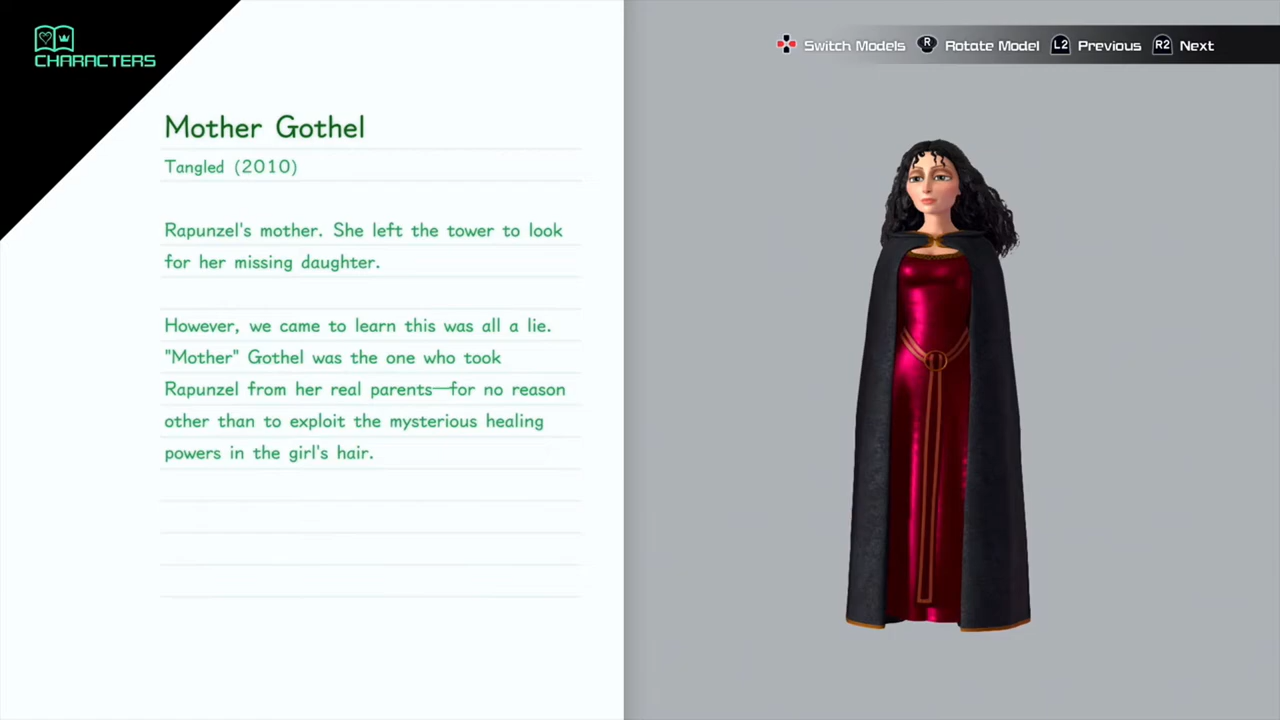 CHARACTERS
Switch Models R Rotate Model L2 Previous R2 Next
Mother Gothel
Tangled (2010)
Rapunzel's mother. She left the tower to look
for her missing daughter.
However, we came to learn this was all a lie.
"Mother" Gothel was the one who took
Rapunzel from her real parents—for no reason
other than to exploit the mysterious healing
powers in the girl's hair.